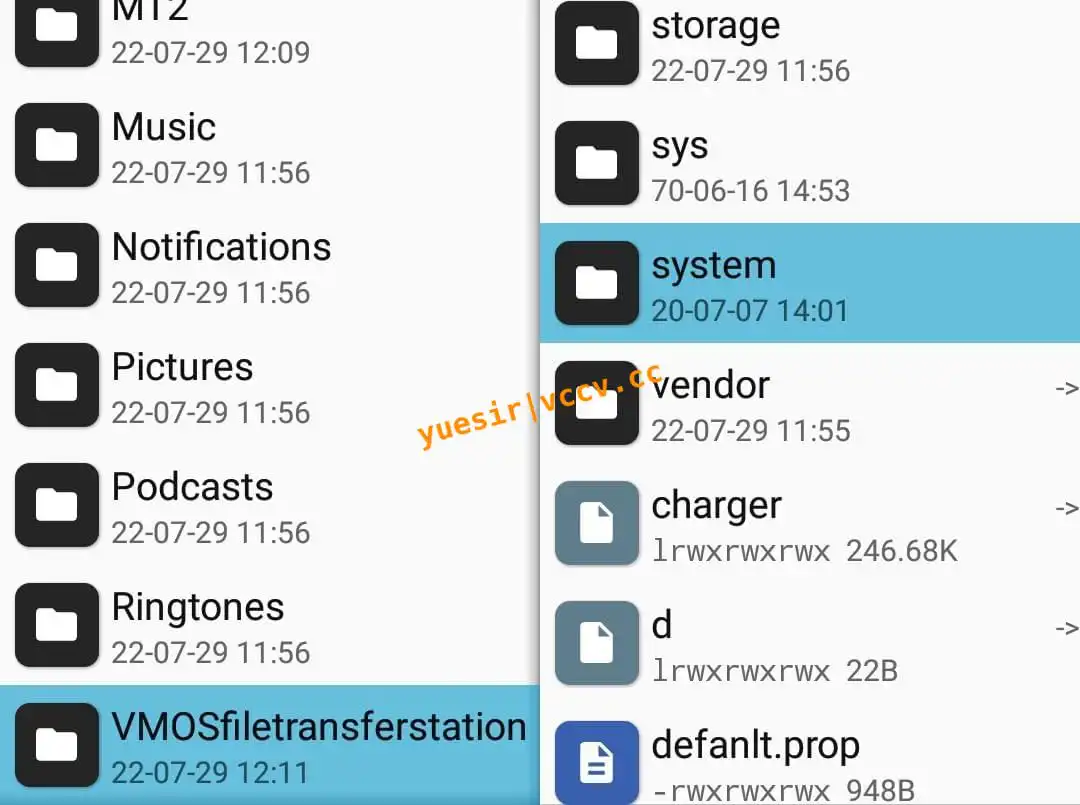 MT2
22-07-29 12:09
Music
22-07-29 11:56
Notifications
22-07-29 11:56
Pictures
22-07-29 11:56
Podcasts
22-07-29 11:56
Ringtones
22-07-29 11:56
VMOSfiletransferstation
22-07-29 12:11
storage
22-07-29 11:56
sys
70-06-16 14:53
system
20-07-07 14:01
vendor ->
22-07-29 11:55
charger ->
lrwxrwxrwx 246.68K
d ->
lrwxrwxrwx 22B
defanlt.prop
-rwxrwxrwx 948B
yuesir|vccv.cc